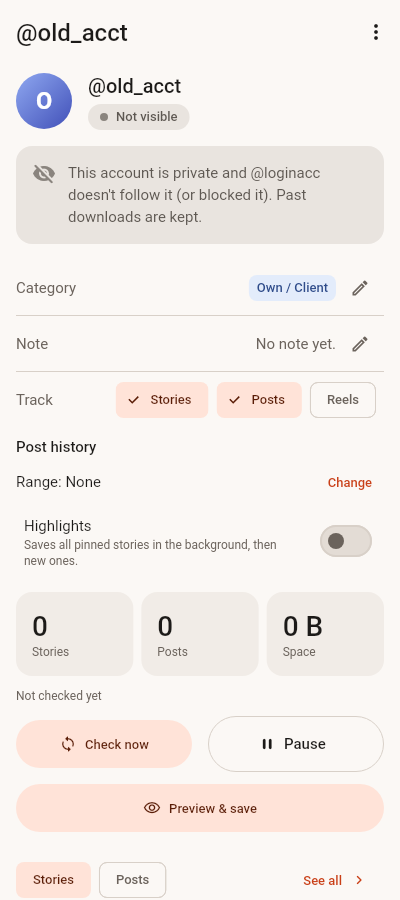 @old_acct
O
@old_acct
Not visible
This account is private and @loginacc
doesn't follow it (or blocked it). Past
downloads are kept.
Category
Own / Client
Note
No note yet.
Track
Stories
Posts
Reels
Post history
Range: None
Change
Highlights
Saves all pinned stories in the background, then
new ones.
0
Stories
0
Posts
0 B
Space
Not checked yet
Check now
Pause
Preview & save
Stories
Posts
See all